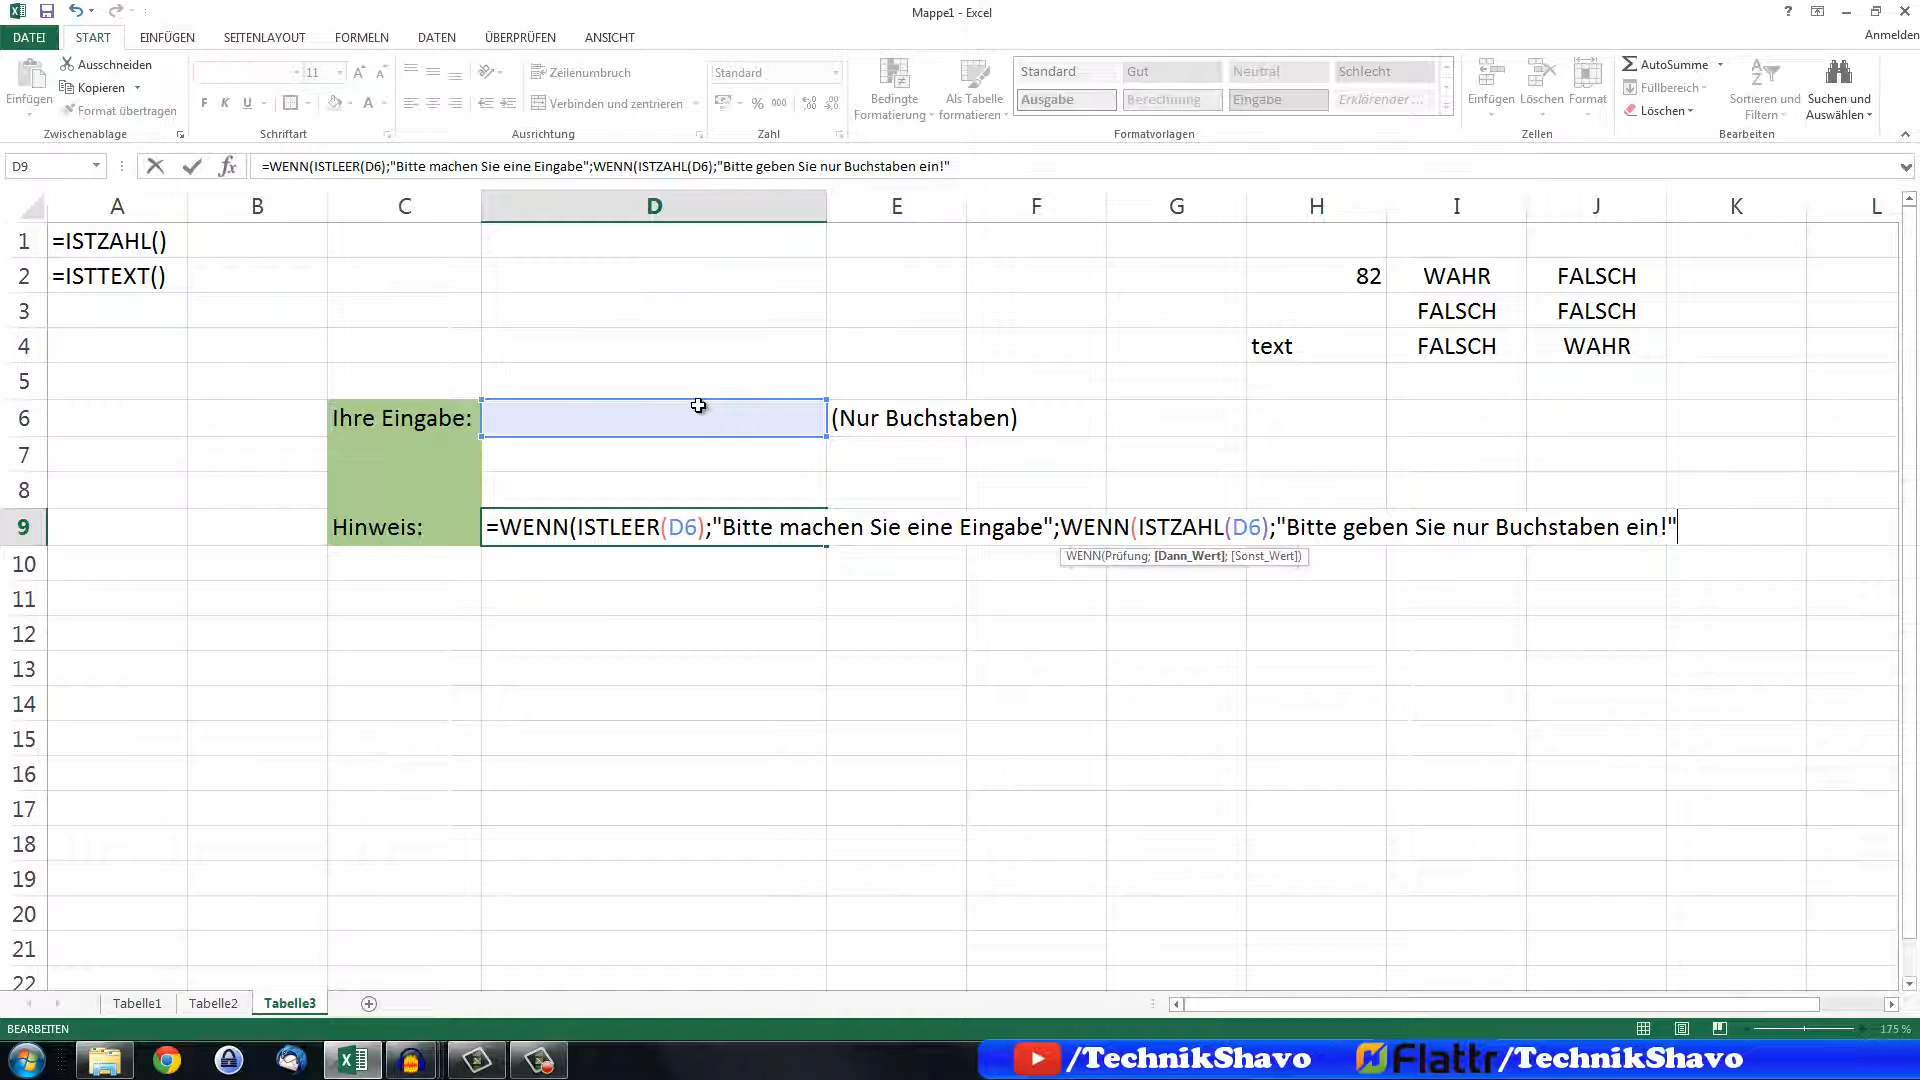 Mappe1 - Excel
?
Anmelden
DATEI START EINFÜGEN SEITENLAYOUT FORMELN DATEN ÜBERPRÜFEN ANSICHT
Einfügen
Ausschneiden
Kopieren
Format übertragen
Zwischenablage
11
F K U
Schriftart
Zeilenumbruch
Verbinden und zentrieren
Ausrichtung
Standard
% 000
Zahl
Bedingte
Formatierung
Als Tabelle
formatieren
Standard Gut Neutral Schlecht
Ausgabe Berechnung Eingabe Erklärender ...
Formatvorlagen
Einfügen Löschen Format
Zellen
AutoSumme
Füllbereich
Löschen
Sortieren und
Filtern
Suchen und
Auswählen
Bearbeiten
D9
fx
=WENN(ISTLEER(D6);"Bitte machen Sie eine Eingabe";WENN(ISTZAHL(D6);"Bitte geben Sie nur Buchstaben ein!"
A B C D E F G H I J K L
1 =ISTZAHL()
2 =ISTTEXT() 82 WAHR FALSCH
3 FALSCH FALSCH
4 text FALSCH WAHR
5
6 Ihre Eingabe: (Nur Buchstaben)
7
8
9 Hinweis: =WENN(ISTLEER(D6);"Bitte machen Sie eine Eingabe";WENN(ISTZAHL(D6);"Bitte geben Sie nur Buchstaben ein!"
WENN(Prüfung; [Dann_Wert]; [Sonst_Wert])
10
11
12
13
14
15
16
17
18
19
20
21
22
Tabelle1 Tabelle2 Tabelle3
BEARBEITEN
175 %
/TechnikShavo
Flattr/TechnikShavo